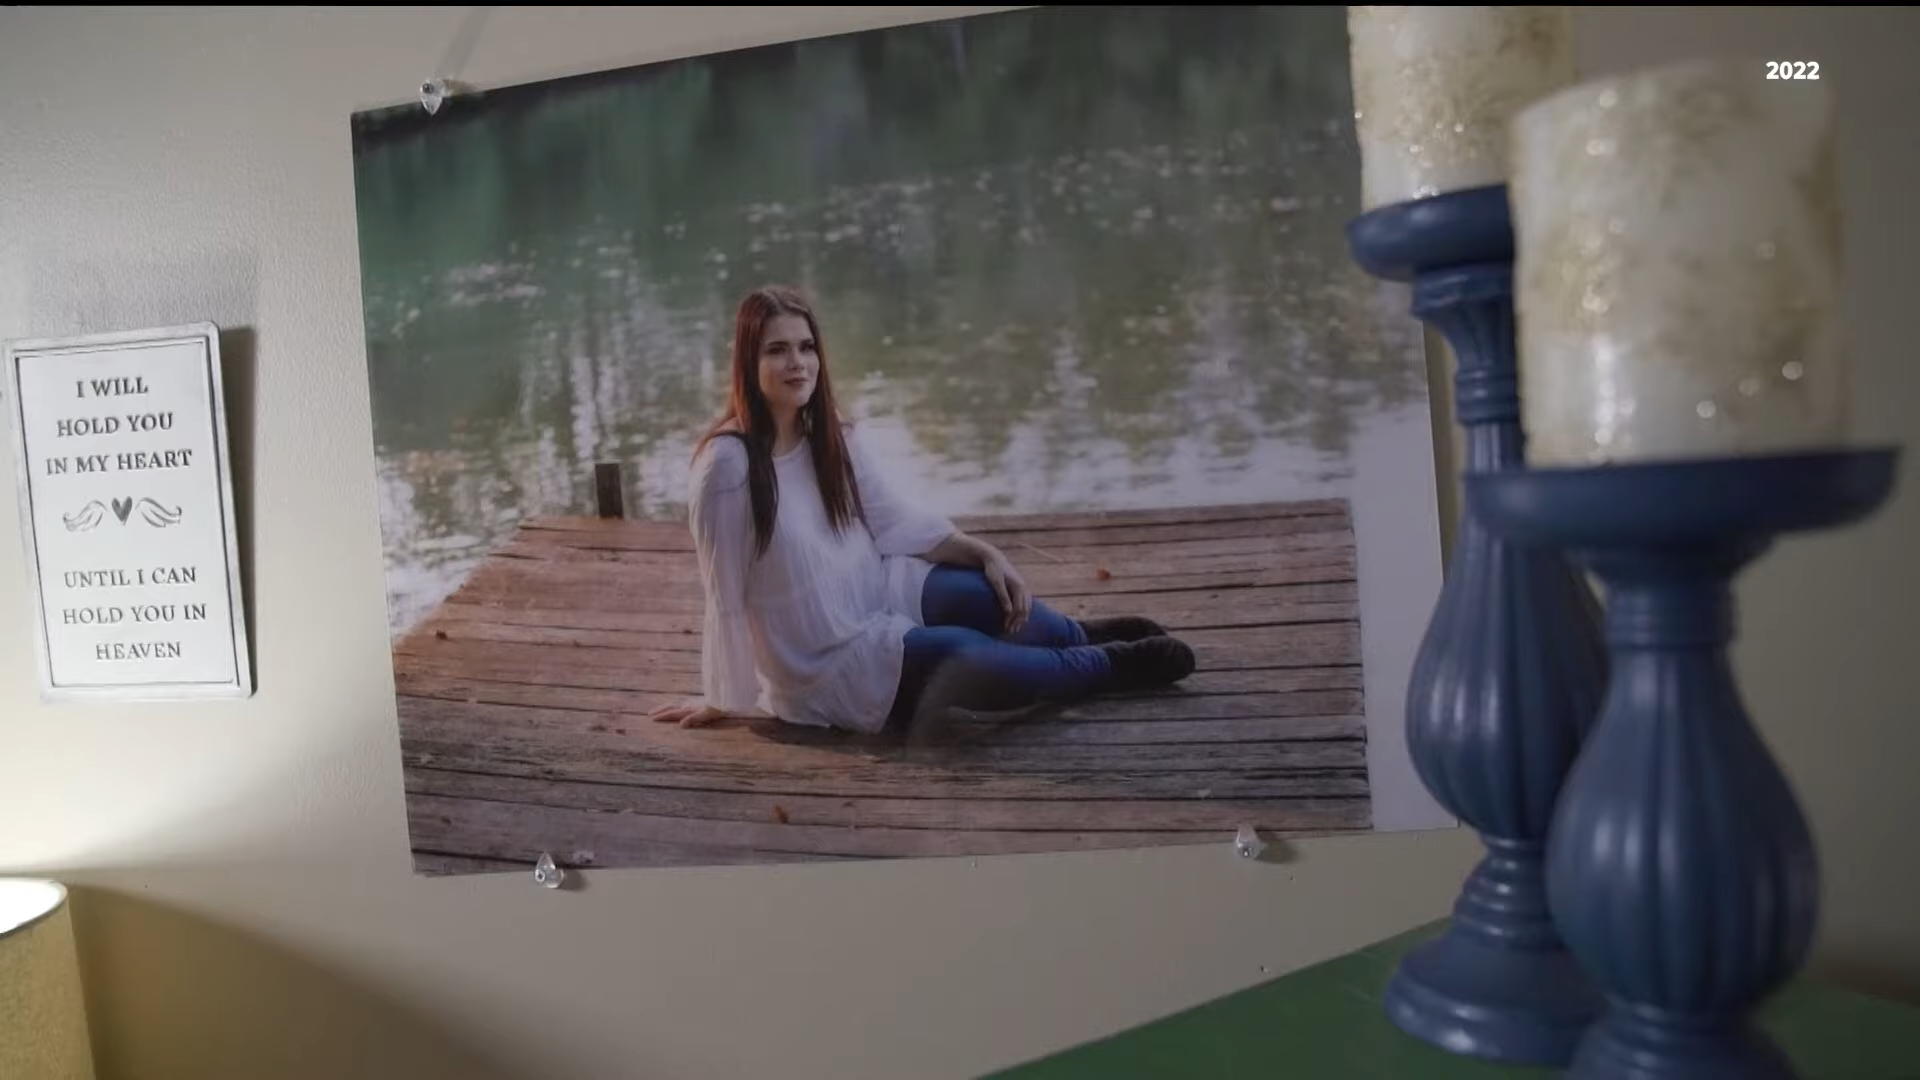 2022
I WILL
HOLD YOU
IN MY HEART
UNTIL I CAN
HOLD YOU IN
HEAVEN